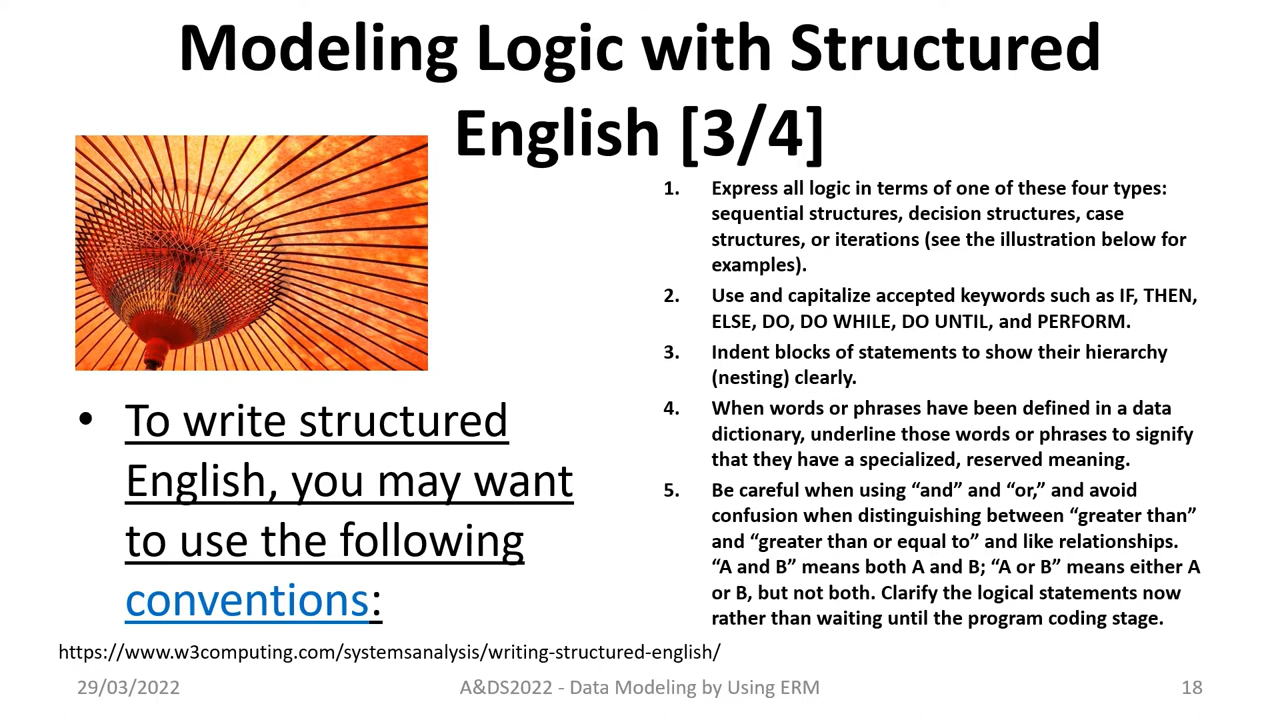 Modeling Logic with Structured
English [3/4]
• To write structured
English, you may want
to use the following
conventions:
1. Express all logic in terms of one of these four types:
sequential structures, decision structures, case
structures, or iterations (see the illustration below for
examples).
2. Use and capitalize accepted keywords such as IF, THEN,
ELSE, DO, DO WHILE, DO UNTIL, and PERFORM.
3. Indent blocks of statements to show their hierarchy
(nesting) clearly.
4. When words or phrases have been defined in a data
dictionary, underline those words or phrases to signify
that they have a specialized, reserved meaning.
5. Be careful when using “and” and “or,” and avoid
confusion when distinguishing between “greater than”
and “greater than or equal to” and like relationships.
“A and B” means both A and B; “A or B” means either A
or B, but not both. Clarify the logical statements now
rather than waiting until the program coding stage.
https://www.w3computing.com/systemsanalysis/writing-structured-english/
29/03/2022
A&DS2022 - Data Modeling by Using ERM
18